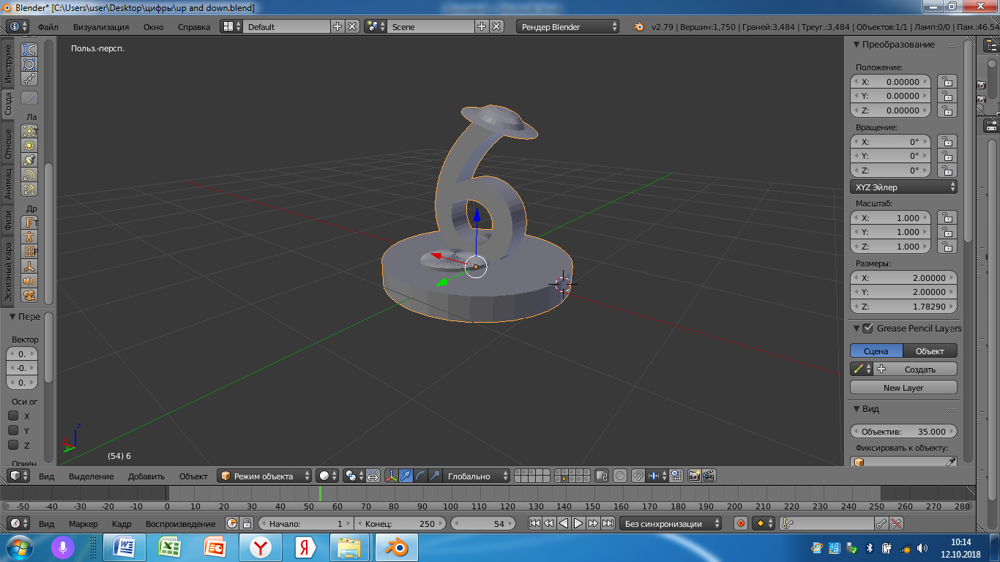 Blender* [C:\Users\user\Desktop\цифры\up and down.blend]
Файл Визуализация Окно Справка Default Scene Рендер Blender v2.79 | Вершин:1,750 | Граней:3,484 | Треуг.:3,484 | Объектов:1/1 | Ламп:0/0 | Пам.:46.54
Польз.-персп.
Инструме
Созда
Отноше
Анимац
Физи
Эскизный кара
Ла
Др
Пере
Вектор
0.
-0.
0.
Оси ог
X
Y
Z
Ориен
Преобразование
Положение:
X: 0.00000
Y: 0.00000
Z: 0.00000
Вращение:
X: 0°
Y: 0°
Z: 0°
XYZ Эйлер
Масштаб:
X: 1.000
Y: 1.000
Z: 1.000
Размеры:
X: 2.00000
Y: 2.00000
Z: 1.78290
Grease Pencil Layers
Сцена Объект
Создать
New Layer
Вид
Объектив: 35.000
Фиксировать к объекту:
x y z
(54) 6
Вид Выделение Добавить Объект Режим объекта Глобально
-50 -40 -30 -20 -10 0 10 20 30 40 50 60 70 80 90 100 110 120 130 140 150 160 170 180 190 200 210 220 230 240 250 260 270 280
Вид Маркер Кадр Воспроизведение Начало: 1 Конец: 250 54 Без синхронизации
10:14
12.10.2018